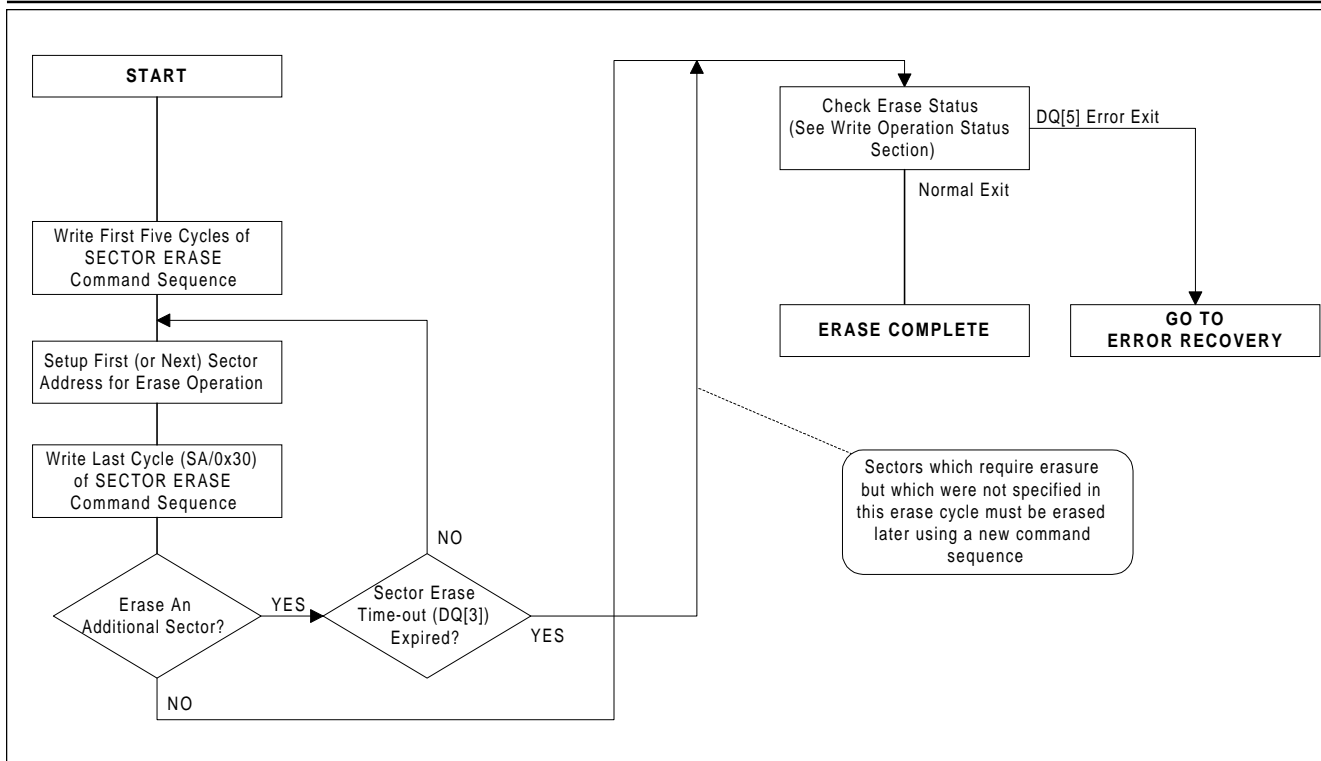 START
Write First Five Cycles of
SECTOR ERASE
Command Sequence
Setup First (or Next) Sector
Address for Erase Operation
Write Last Cycle (SA/0x30)
of SECTOR ERASE
Command Sequence
Erase An
Additional Sector?
YES
NO
Sector Erase
Time-out (DQ[3])
Expired?
NO
YES
Check Erase Status
(See Write Operation Status
Section)
DQ[5] Error Exit
Normal Exit
ERASE COMPLETE
GO TO
ERROR RECOVERY
Sectors which require erasure
but which were not specified in
this erase cycle must be erased
later using a new command
sequence